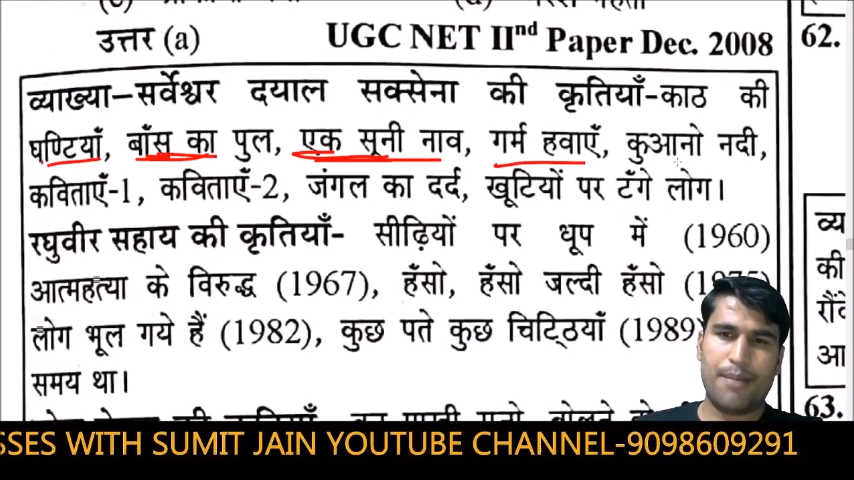 उत्तर (a) UGC NET IInd Paper Dec. 2008
व्याख्या–सर्वेश्वर दयाल सक्सेना की कृतियाँ-काठ की
घण्टियाँ, बाँस का पुल, एक सूनी नाव, गर्म हवाएँ, कुआनो नदी,
कविताएँ-1, कविताएँ-2, जंगल का दर्द, खूटियों पर टँगे लोग।
रघुवीर सहाय की कृतियाँ- सीढ़ियों पर धूप में (1960)
आत्महत्या के विरुद्ध (1967), हँसो, हँसो जल्दी हँसो
लोग भूल गये हैं (1982), कुछ पते कुछ चिट्ठियाँ (1989)
समय था।
62.
व्या
की
63.
SSES WITH SUMIT JAIN YOUTUBE CHANNEL-9098609291